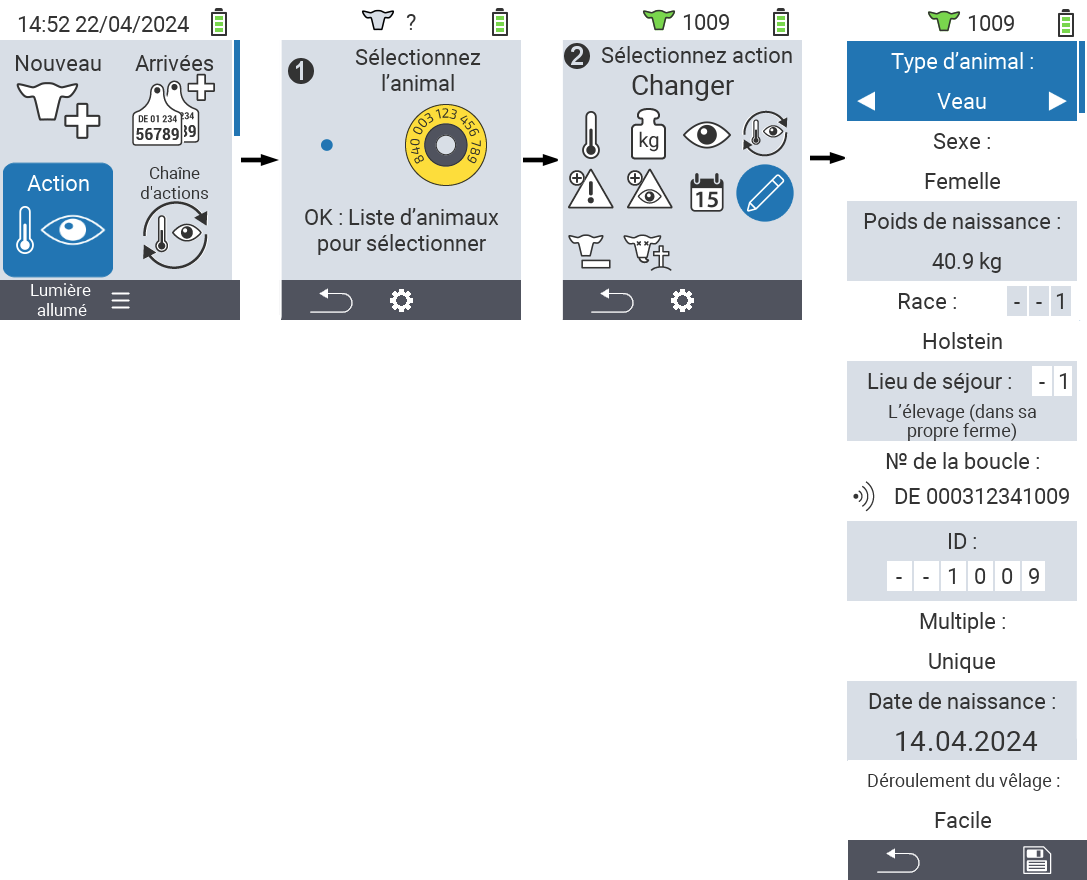 14:52 22/04/2024
Nouveau
Arrivées
DE 01 234
56789
234
89
Action
Chaîne
d'actions
Lumière
allumé
?
1
Sélectionnez
l'animal
840 003 123 456 789
OK : Liste d'animaux
pour sélectionner
1009
2 Sélectionnez action
Changer
kg
15
1009
Type d'animal :
Veau
Sexe :
Femelle
Poids de naissance :
40.9 kg
Race : - - 1
Holstein
Lieu de séjour : - 1
L'élevage (dans sa
propre ferme)
№ de la boucle :
DE 000312341009
ID :
- - 1 0 0 9
Multiple :
Unique
Date de naissance :
14.04.2024
Déroulement du vêlage :
Facile